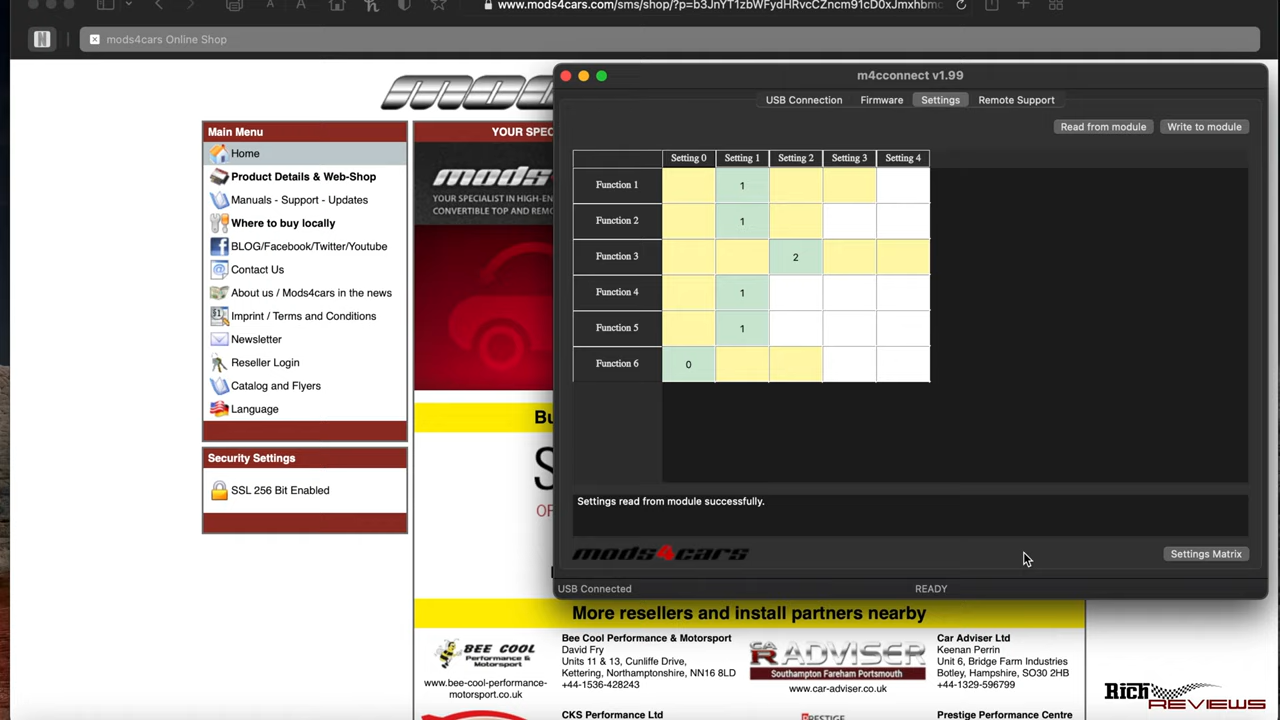 www.mods4cars.com/sms/shop/?p=b3JnYT1zbWFydHRvcCZncm91cD0xJmxhbmc
N
mods4cars Online Shop
m4cconnect v1.99
USB Connection Firmware Settings Remote Support
Read from module Write to module
Setting 0 Setting 1 Setting 2 Setting 3 Setting 4
Function 1 1
Function 2 1
Function 3 2
Function 4 1
Function 5 1
Function 6 0
Settings read from module successfully.
mods4cars
Settings Matrix
USB Connected READY
Main Menu
Home
Product Details & Web-Shop
Manuals - Support - Updates
Where to buy locally
BLOG/Facebook/Twitter/Youtube
Contact Us
About us / Mods4cars in the news
Imprint / Terms and Conditions
Newsletter
Reseller Login
Catalog and Flyers
Language
Security Settings
SSL 256 Bit Enabled
YOUR SPEC
mods
YOUR SPECIALIST IN HIGH-EN
CONVERTIBLE TOP AND REMO
Bu
S
OF
More resellers and install partners nearby
BEE COOL
Performance &
Motorsport
www.bee-cool-performance-
motorsport.co.uk
Bee Cool Performance & Motorsport
David Fry
Units 11 & 13, Cunliffe Drive,
Kettering, Northamptonshire, NN16 8LD
+44-1536-428243
CAR ADVISER
Southampton Fareham Portsmouth
www.car-adviser.co.uk
Car Adviser Ltd
Keenan Perrin
Unit 6, Bridge Farm Industries
Botley, Hampshire, SO30 2HB
+44-1329-596799
CKS Performance Ltd
PRESTIGE
Prestige Performance Centre
Rich
REVIEWS